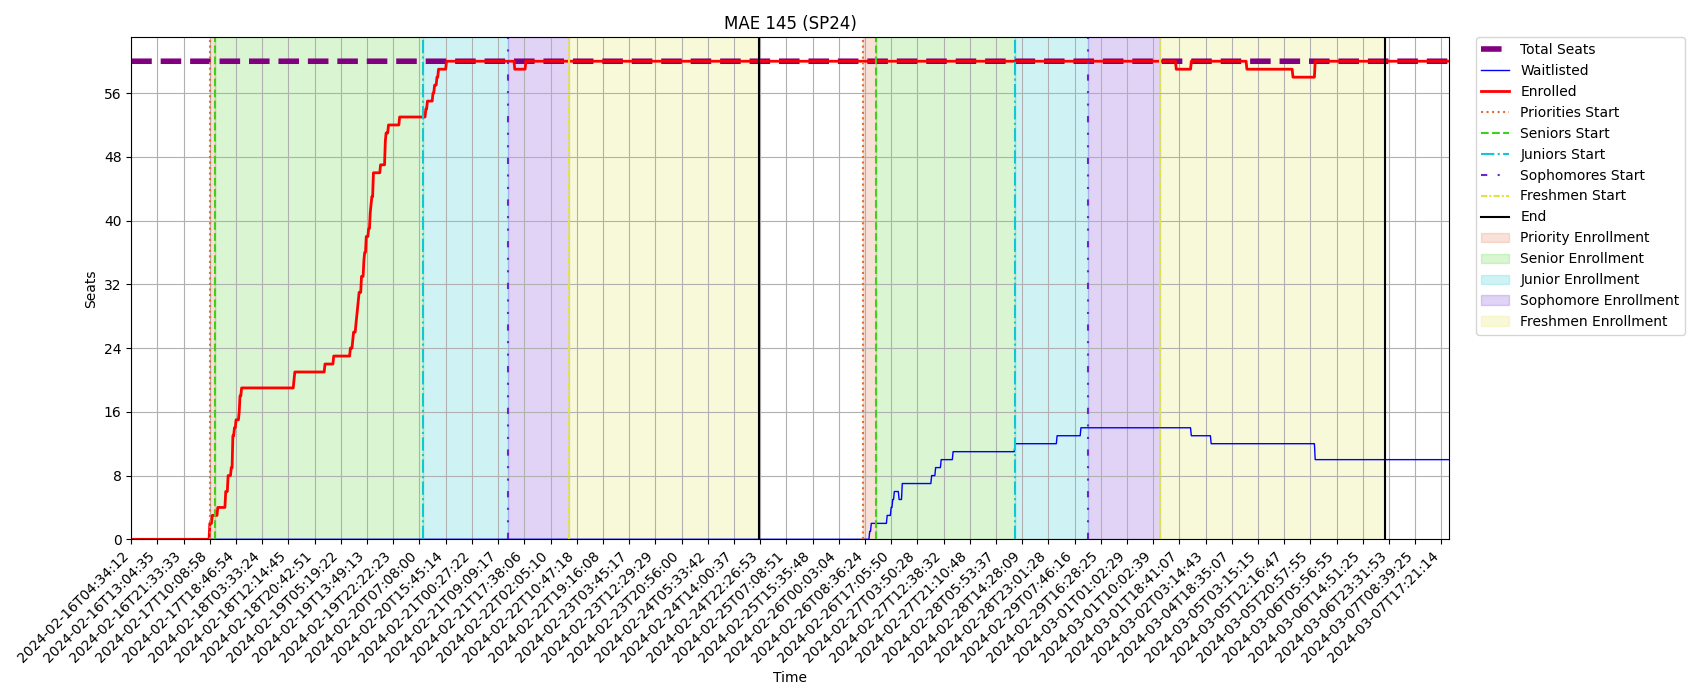 MAE 145 (SP24)
Total Seats
Waitlisted
Enrolled
Priorities Start
Seniors Start
Juniors Start
Sophomores Start
Freshmen Start
End
Priority Enrollment
Senior Enrollment
Junior Enrollment
Sophomore Enrollment
Freshmen Enrollment
Seats
56
48
40
32
24
16
8
0
2024-02-16T04:34:12
2024-02-16T13:04:35
2024-02-16T21:33:33
2024-02-17T10:08:58
2024-02-17T18:46:54
2024-02-18T03:33:24
2024-02-18T12:14:45
2024-02-18T20:42:51
2024-02-19T05:19:22
2024-02-19T13:49:13
2024-02-19T22:22:23
2024-02-20T07:08:00
2024-02-20T15:45:14
2024-02-21T00:27:22
2024-02-21T09:09:17
2024-02-21T17:38:06
2024-02-22T02:05:10
2024-02-22T10:47:18
2024-02-22T19:16:08
2024-02-23T03:45:17
2024-02-23T12:29:29
2024-02-23T20:56:00
2024-02-24T05:33:42
2024-02-24T14:00:37
2024-02-24T22:26:53
2024-02-25T07:08:51
2024-02-25T15:35:48
2024-02-26T00:03:04
2024-02-26T08:36:24
2024-02-26T17:05:50
2024-02-27T03:50:28
2024-02-27T12:38:32
2024-02-27T21:10:48
2024-02-28T05:53:37
2024-02-28T14:28:09
2024-02-28T23:01:28
2024-02-29T07:46:16
2024-02-29T16:28:25
2024-03-01T01:02:29
2024-03-01T10:02:39
2024-03-01T18:41:07
2024-03-02T03:14:43
2024-03-04T18:35:07
2024-03-05T03:15:15
2024-03-05T12:16:47
2024-03-05T20:57:55
2024-03-06T05:56:55
2024-03-06T14:51:25
2024-03-06T23:31:53
2024-03-07T08:39:25
2024-03-07T17:21:14
Time